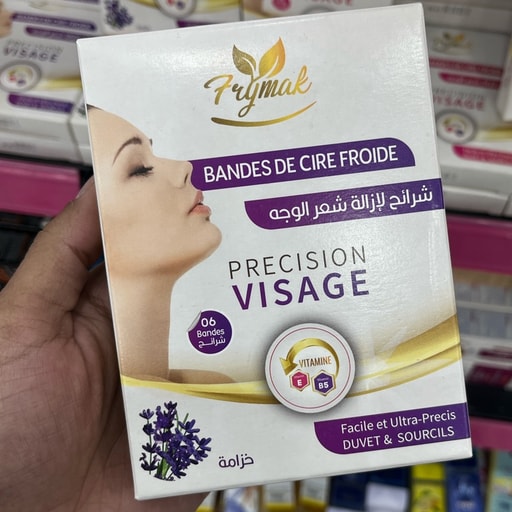 Frymak
BANDES DE CIRE FROIDE
شرائح لإزالة شعر الوجه
PRECISION
VISAGE
06
Bandes
شرائح
VITAMINE
E
B5
Facile et Ultra-Precis
DUVET & SOURCILS
خزامة
VISAGE